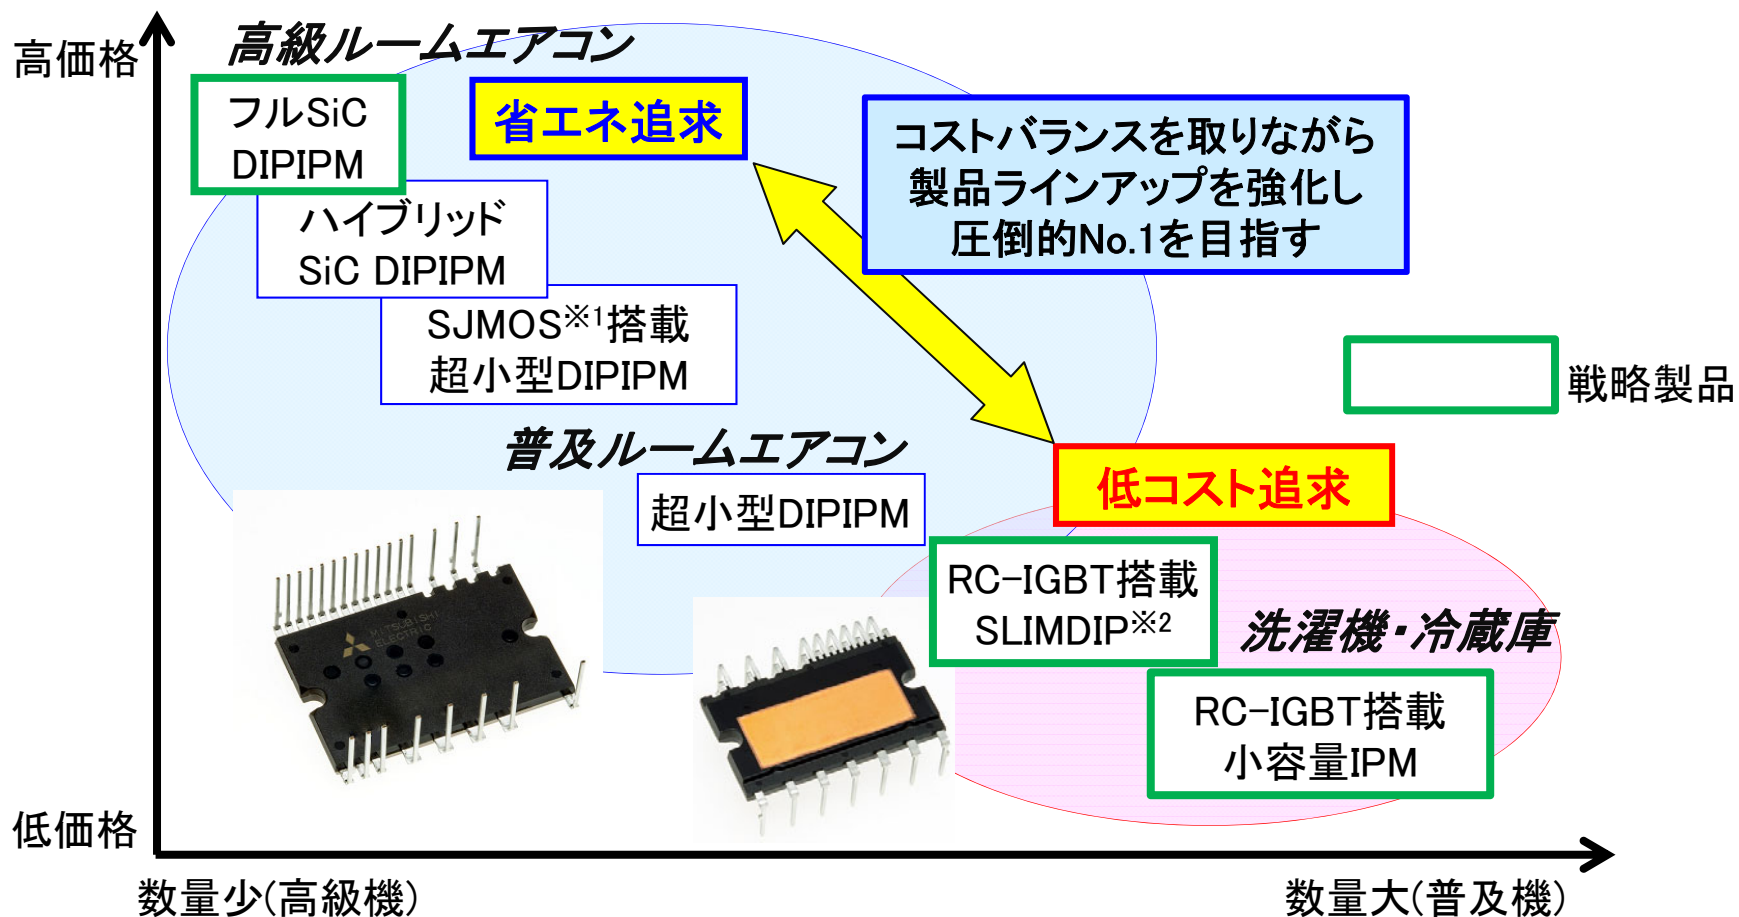 高価格
高級ルームエアコン
フルSiC
DIPIPM
省エネ追求
コストバランスを取りながら
製品ラインアップを強化し
圧倒的No.1を目指す
ハイブリッド
SiC DIPIPM
SJMOS※1搭載
超小型DIPIPM
戦略製品
普及ルームエアコン
超小型DIPIPM
低コスト追求
RC-IGBT搭載
SLIMDIP※2
洗濯機・冷蔵庫
RC-IGBT搭載
小容量IPM
MITSUBISHI
ELECTRIC
低価格
数量少(高級機)
数量大(普及機)